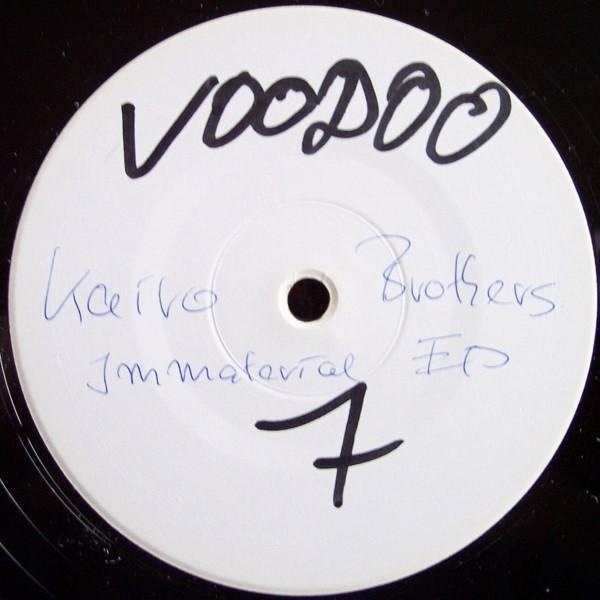 VOODOO
Kairo Brothers
Immaterial EP
7